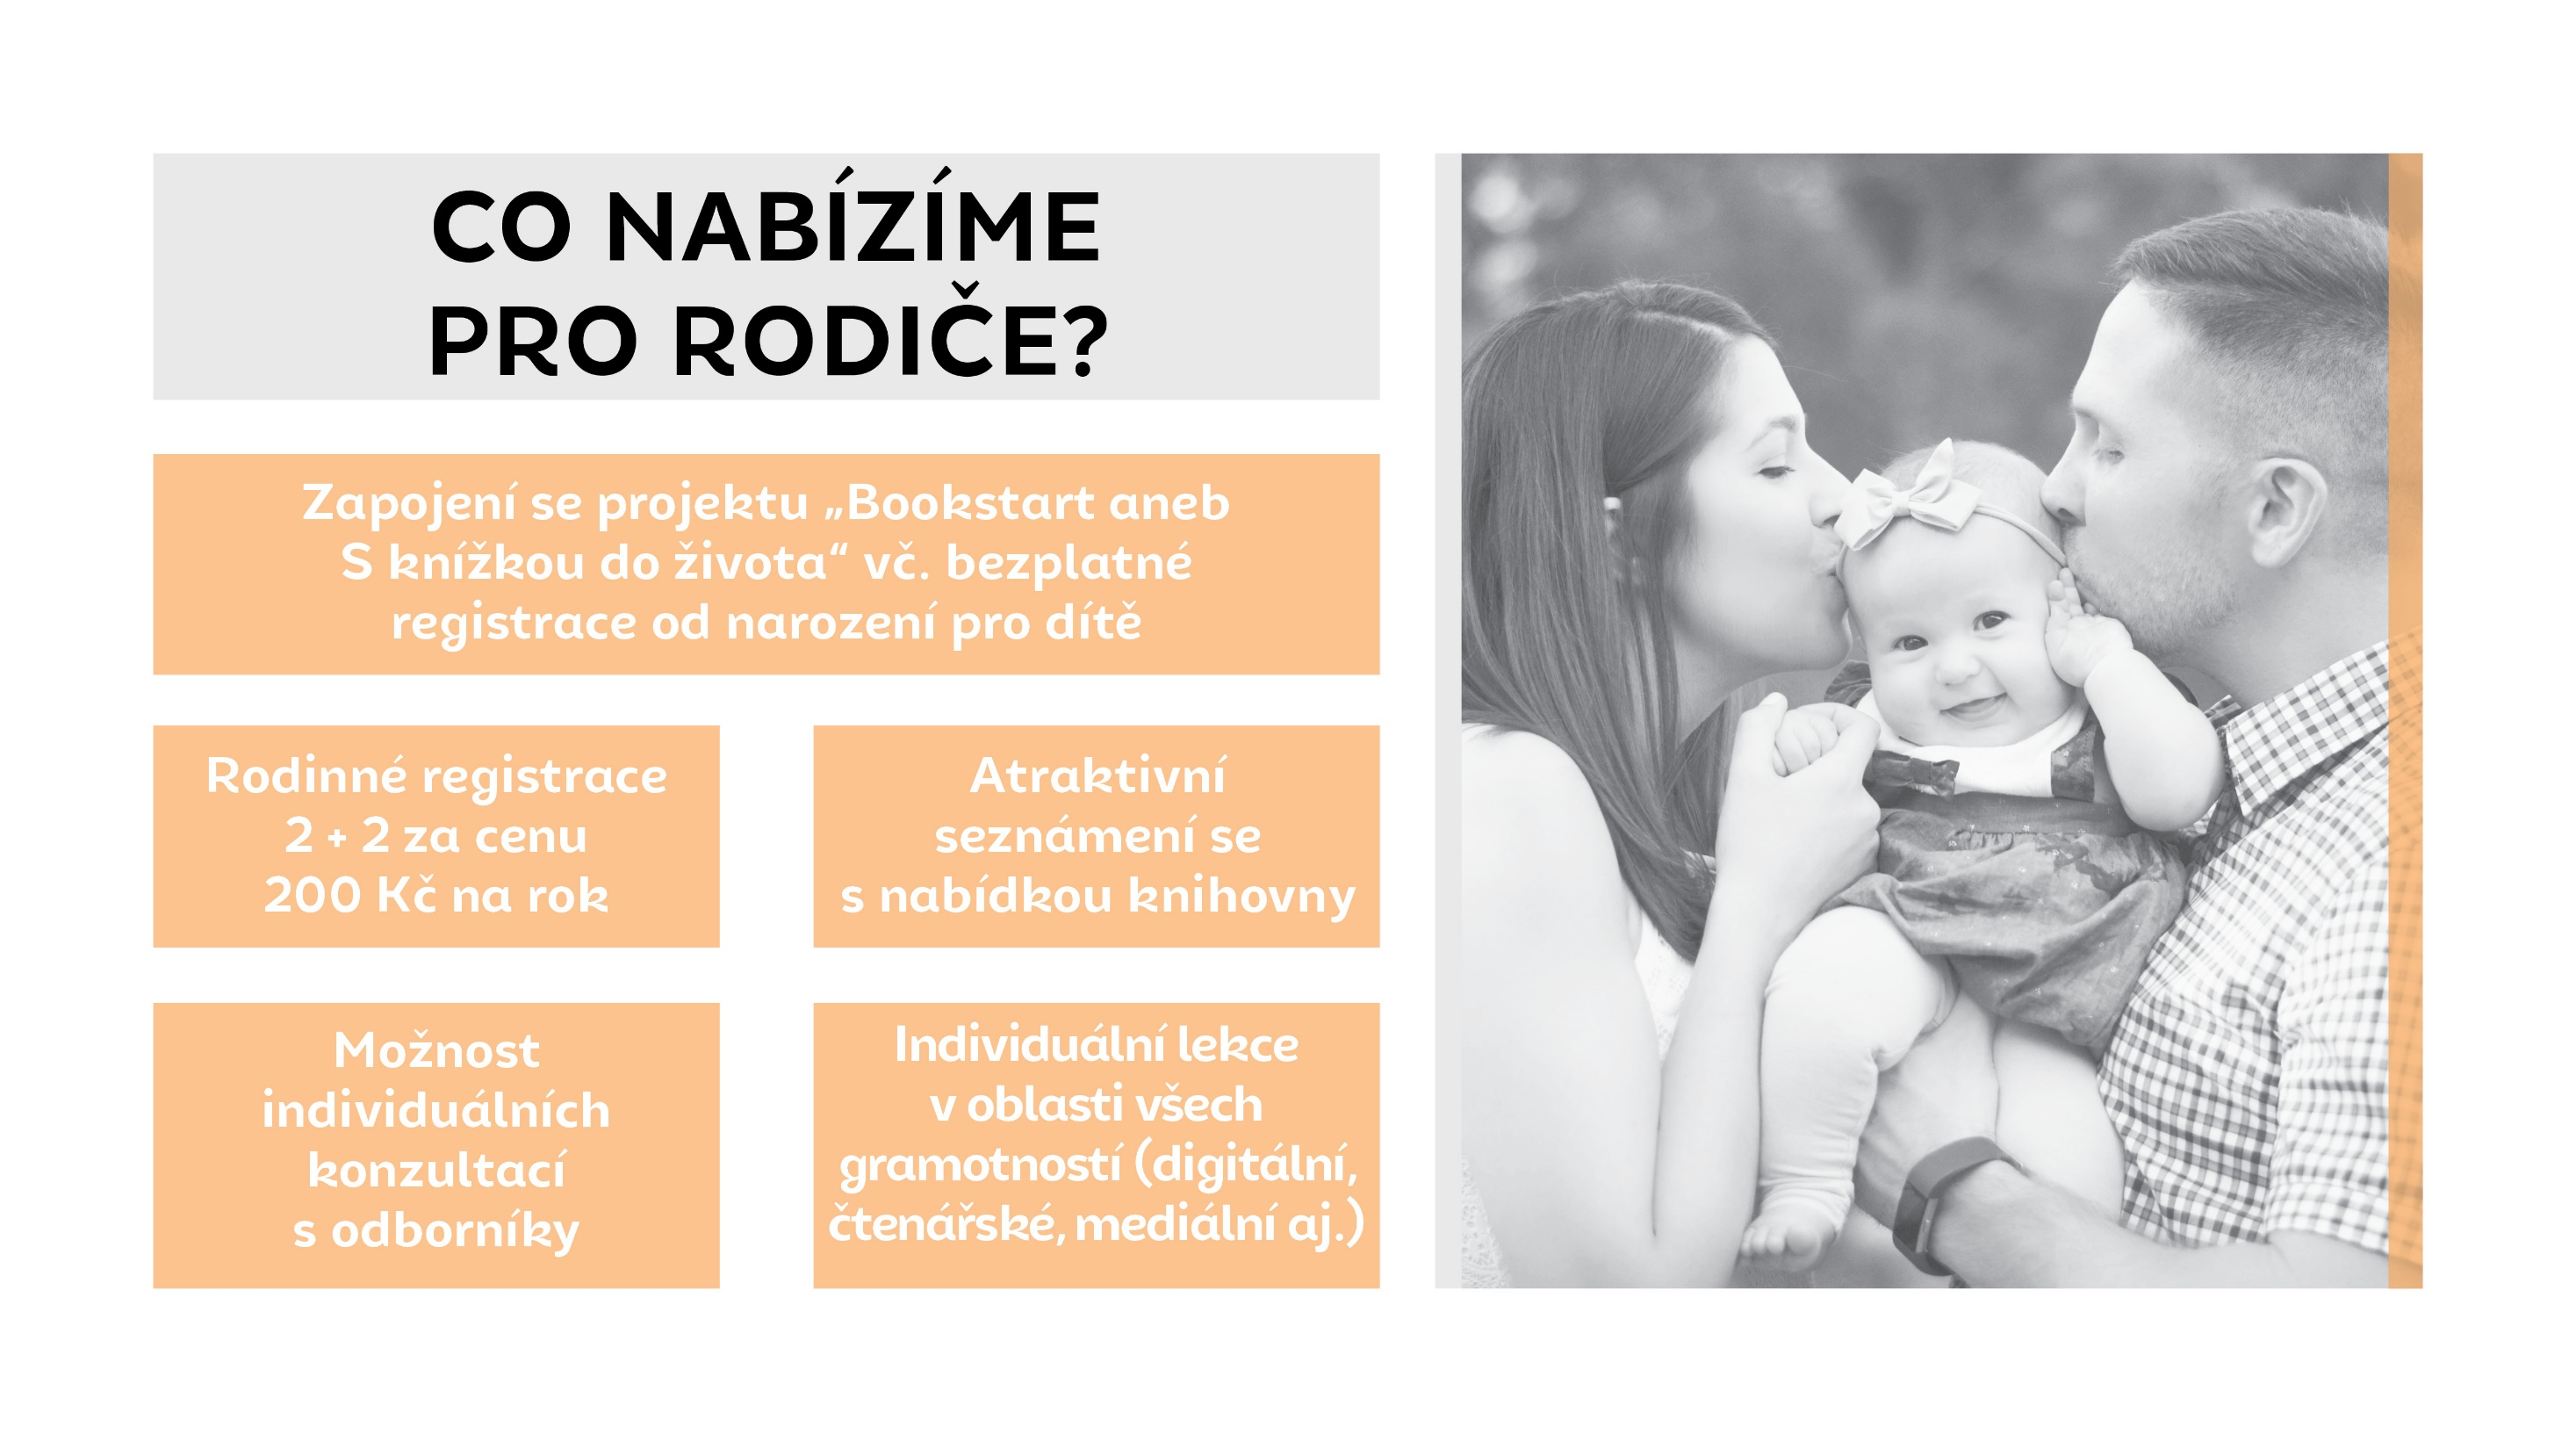 CO NABÍZÍME
PRO RODIČE?
Zapojení se projektu „Bookstart aneb
S knížkou do života“ vč. bezplatné
registrace od narození pro dítě
Rodinné registrace
2 + 2 za cenu
200 Kč na rok
Atraktivní
seznámení se
s nabídkou knihovny
Možnost
individuálních
konzultací
s odborníky
Individuální lekce
v oblasti všech
gramotností (digitální,
čtenářské, mediální aj.)